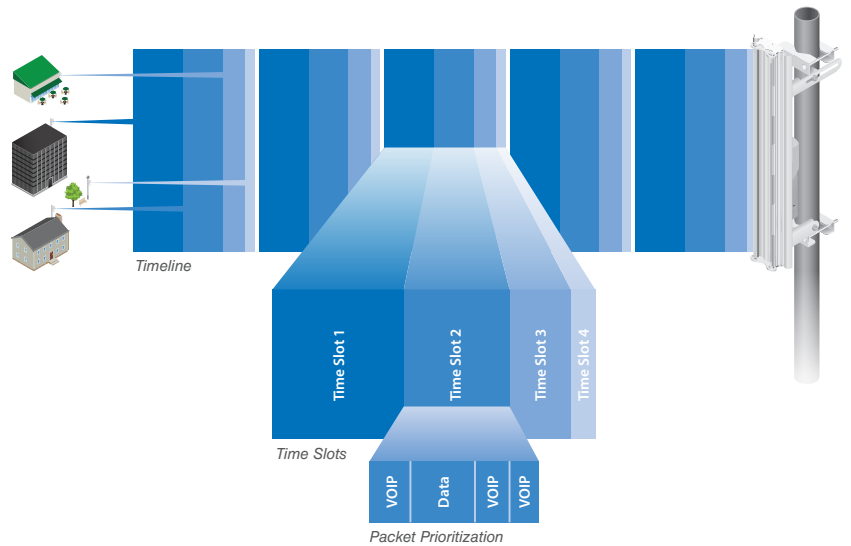 Timeline
Time Slot 1
Time Slot 2
Time Slot 3
Time Slot 4
Time Slots
VOIP
Data
VOIP
VOIP
Packet Prioritization